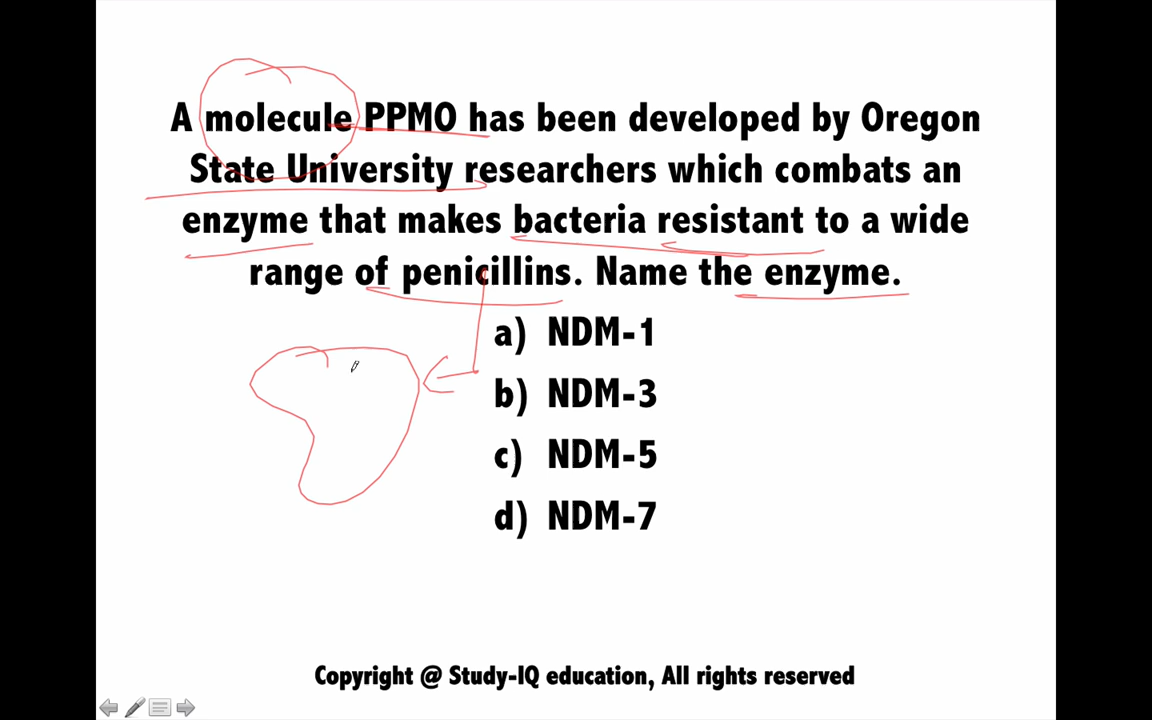 A molecule PPMO has been developed by Oregon
State University researchers which combats an
enzyme that makes bacteria resistant to a wide
range of penicillins. Name the enzyme.
a) NDM-1
b) NDM-3
c) NDM-5
d) NDM-7
Copyright @ Study-IQ education, All rights reserved